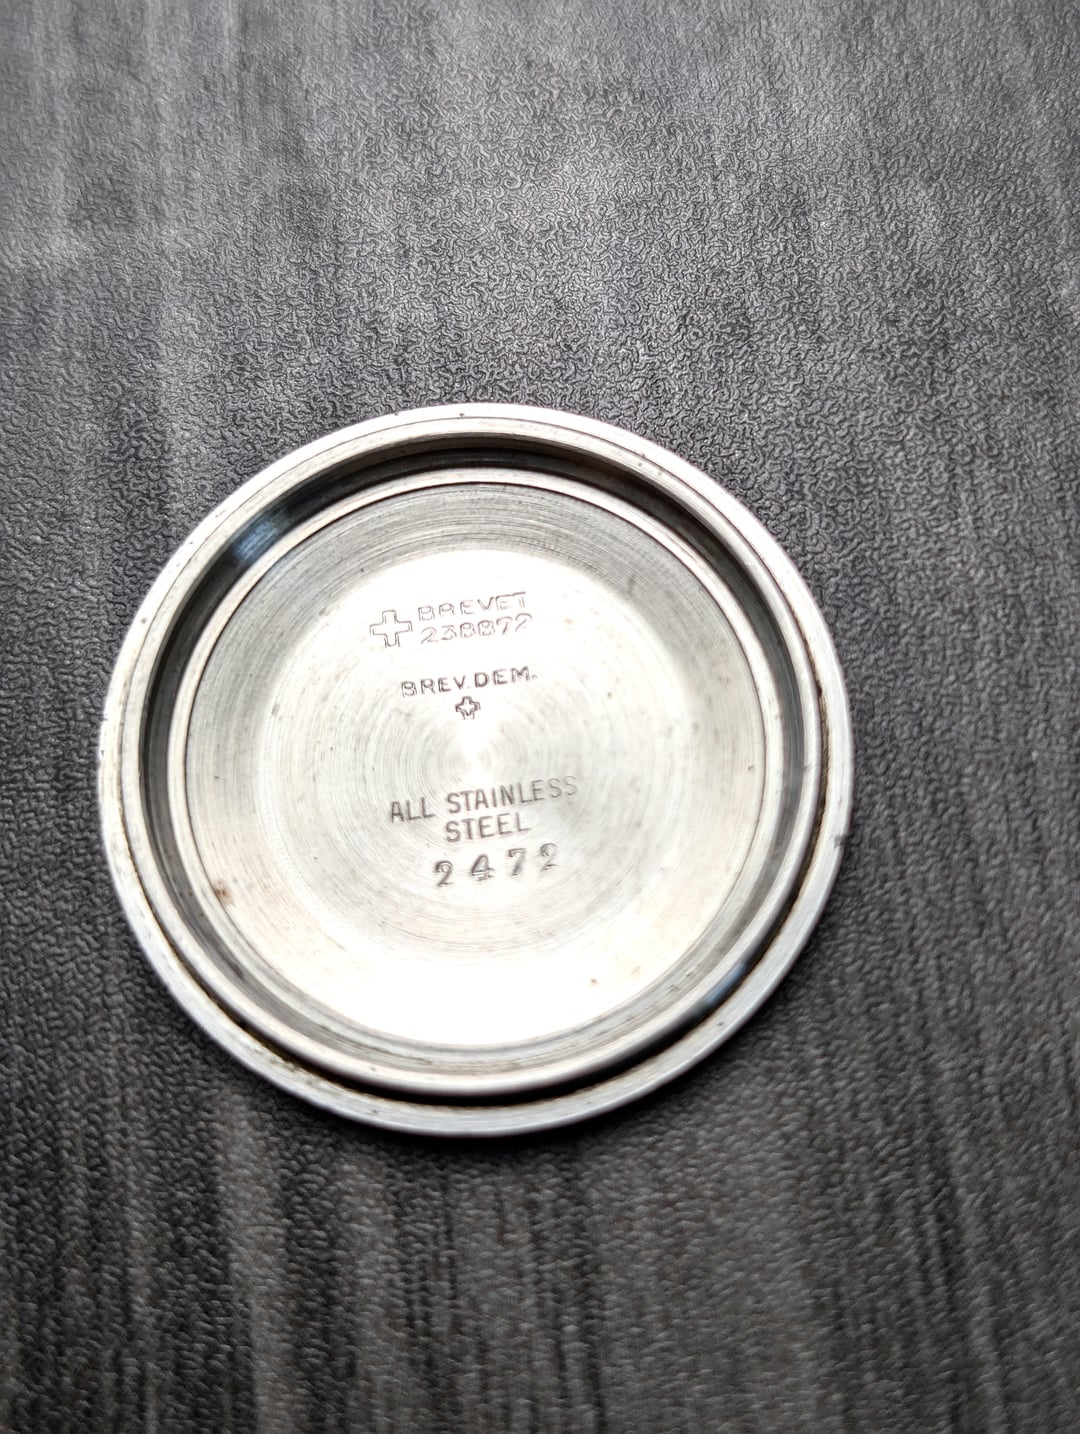 BREVET
238872
BREV.DEM.
ALL STAINLESS
STEEL
2472